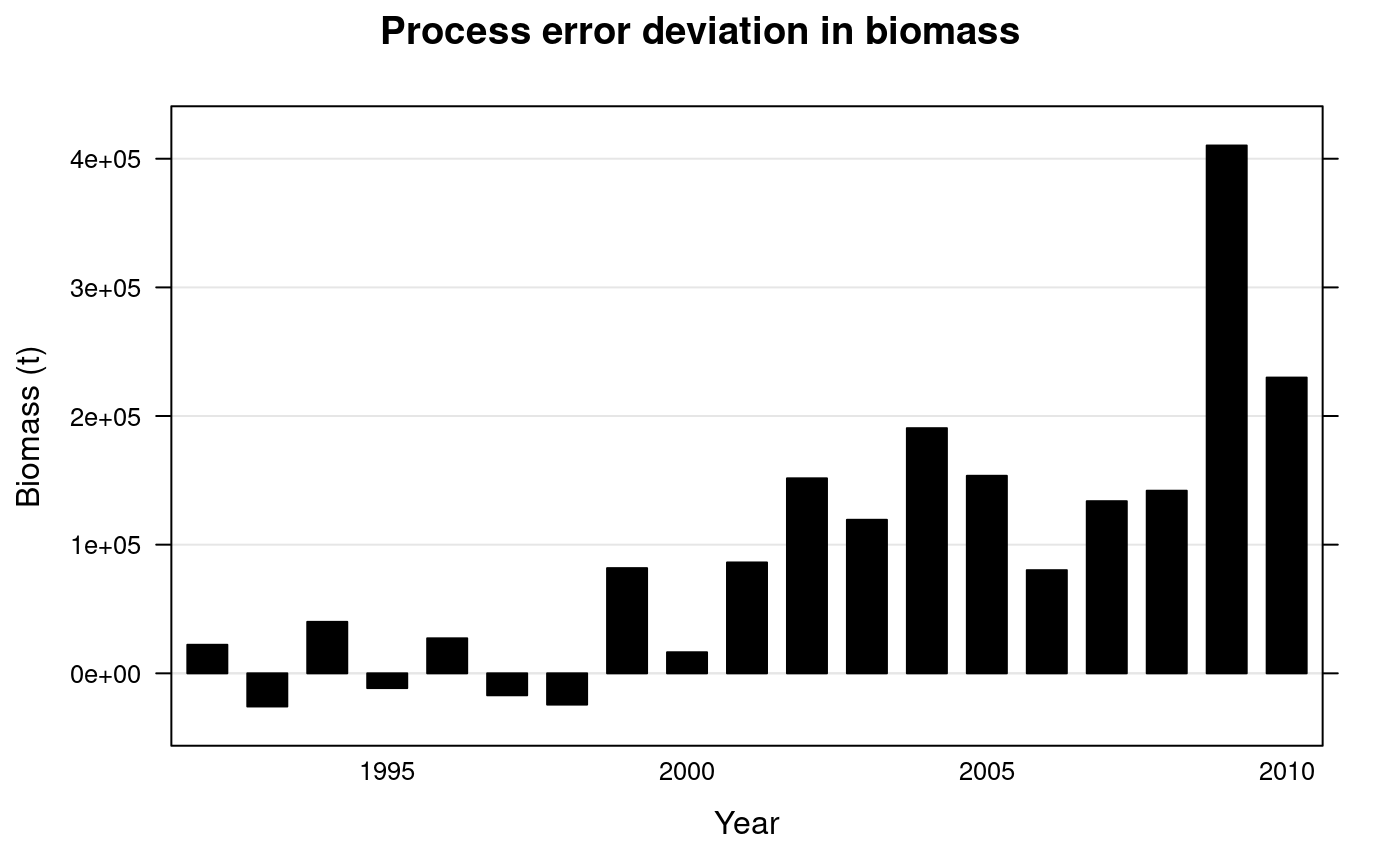 Process error deviation in biomass
4e+05
3e+05
2e+05
1e+05
0e+00
Biomass (t)
1995 2000 2005 2010
Year